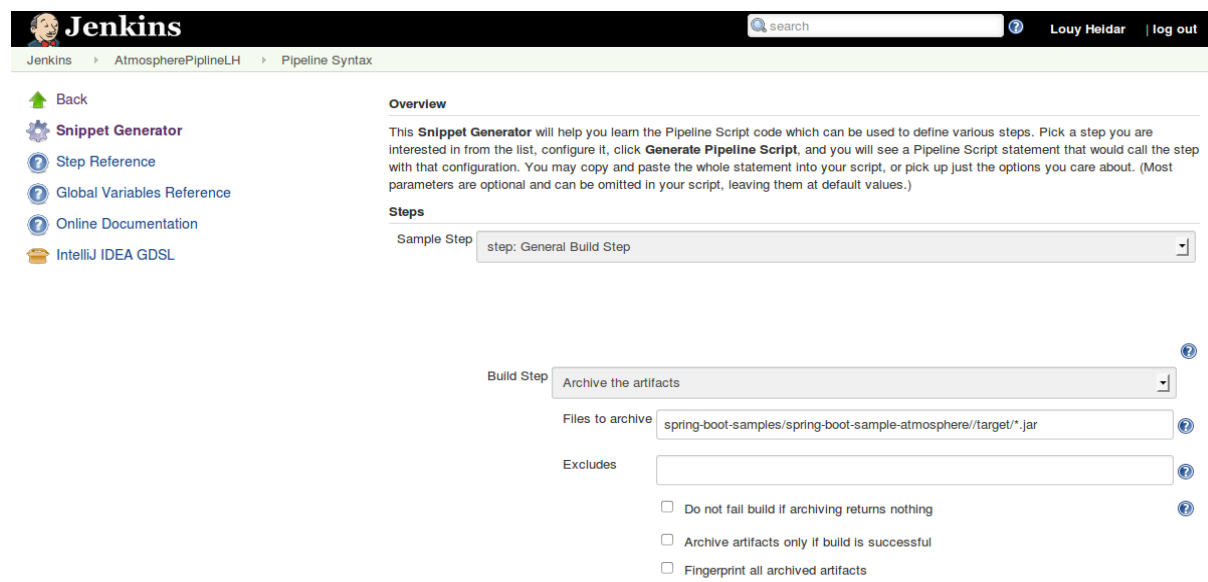 Jenkins
search
Louy Heidar | log out
Jenkins AtmospherePiplineLH Pipeline Syntax
Back
Snippet Generator
Step Reference
Global Variables Reference
Online Documentation
IntelliJ IDEA GDSL
Overview
This Snippet Generator will help you learn the Pipeline Script code which can be used to define various steps. Pick a step you are
interested in from the list, configure it, click Generate Pipeline Script, and you will see a Pipeline Script statement that would call the step
with that configuration. You may copy and paste the whole statement into your script, or pick up just the options you care about. (Most
parameters are optional and can be omitted in your script, leaving them at default values.)
Steps
Sample Step step: General Build Step
Build Step Archive the artifacts
Files to archive spring-boot-samples/spring-boot-sample-atmosphere//target/*.jar
Excludes
Do not fail build if archiving returns nothing
Archive artifacts only if build is successful
Fingerprint all archived artifacts